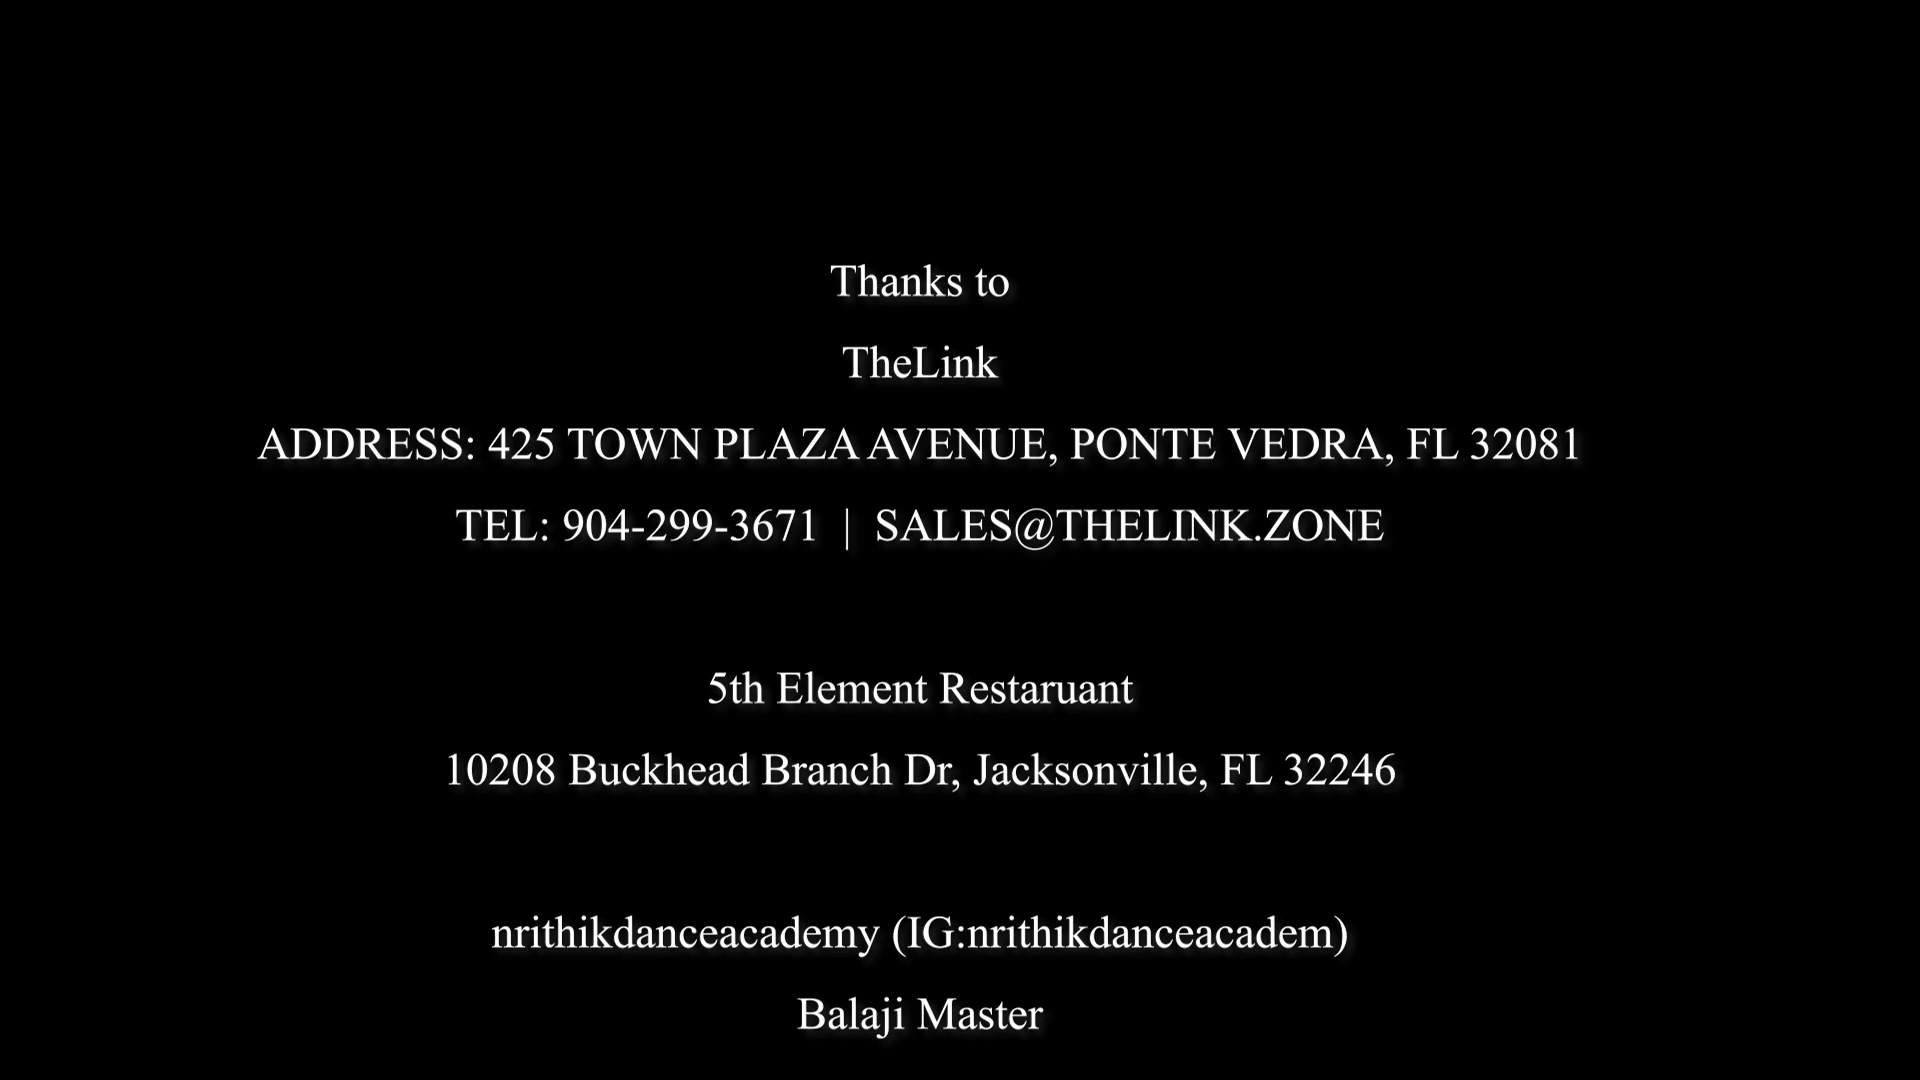 Thanks to
TheLink
ADDRESS: 425 TOWN PLAZA AVENUE, PONTE VEDRA, FL 32081
TEL: 904-299-3671 | SALES@THELINK.ZONE
5th Element Restaruant
10208 Buckhead Branch Dr, Jacksonville, FL 32246
nrithikdanceacademy (IG:nrithikdanceacadem)
Balaji Master